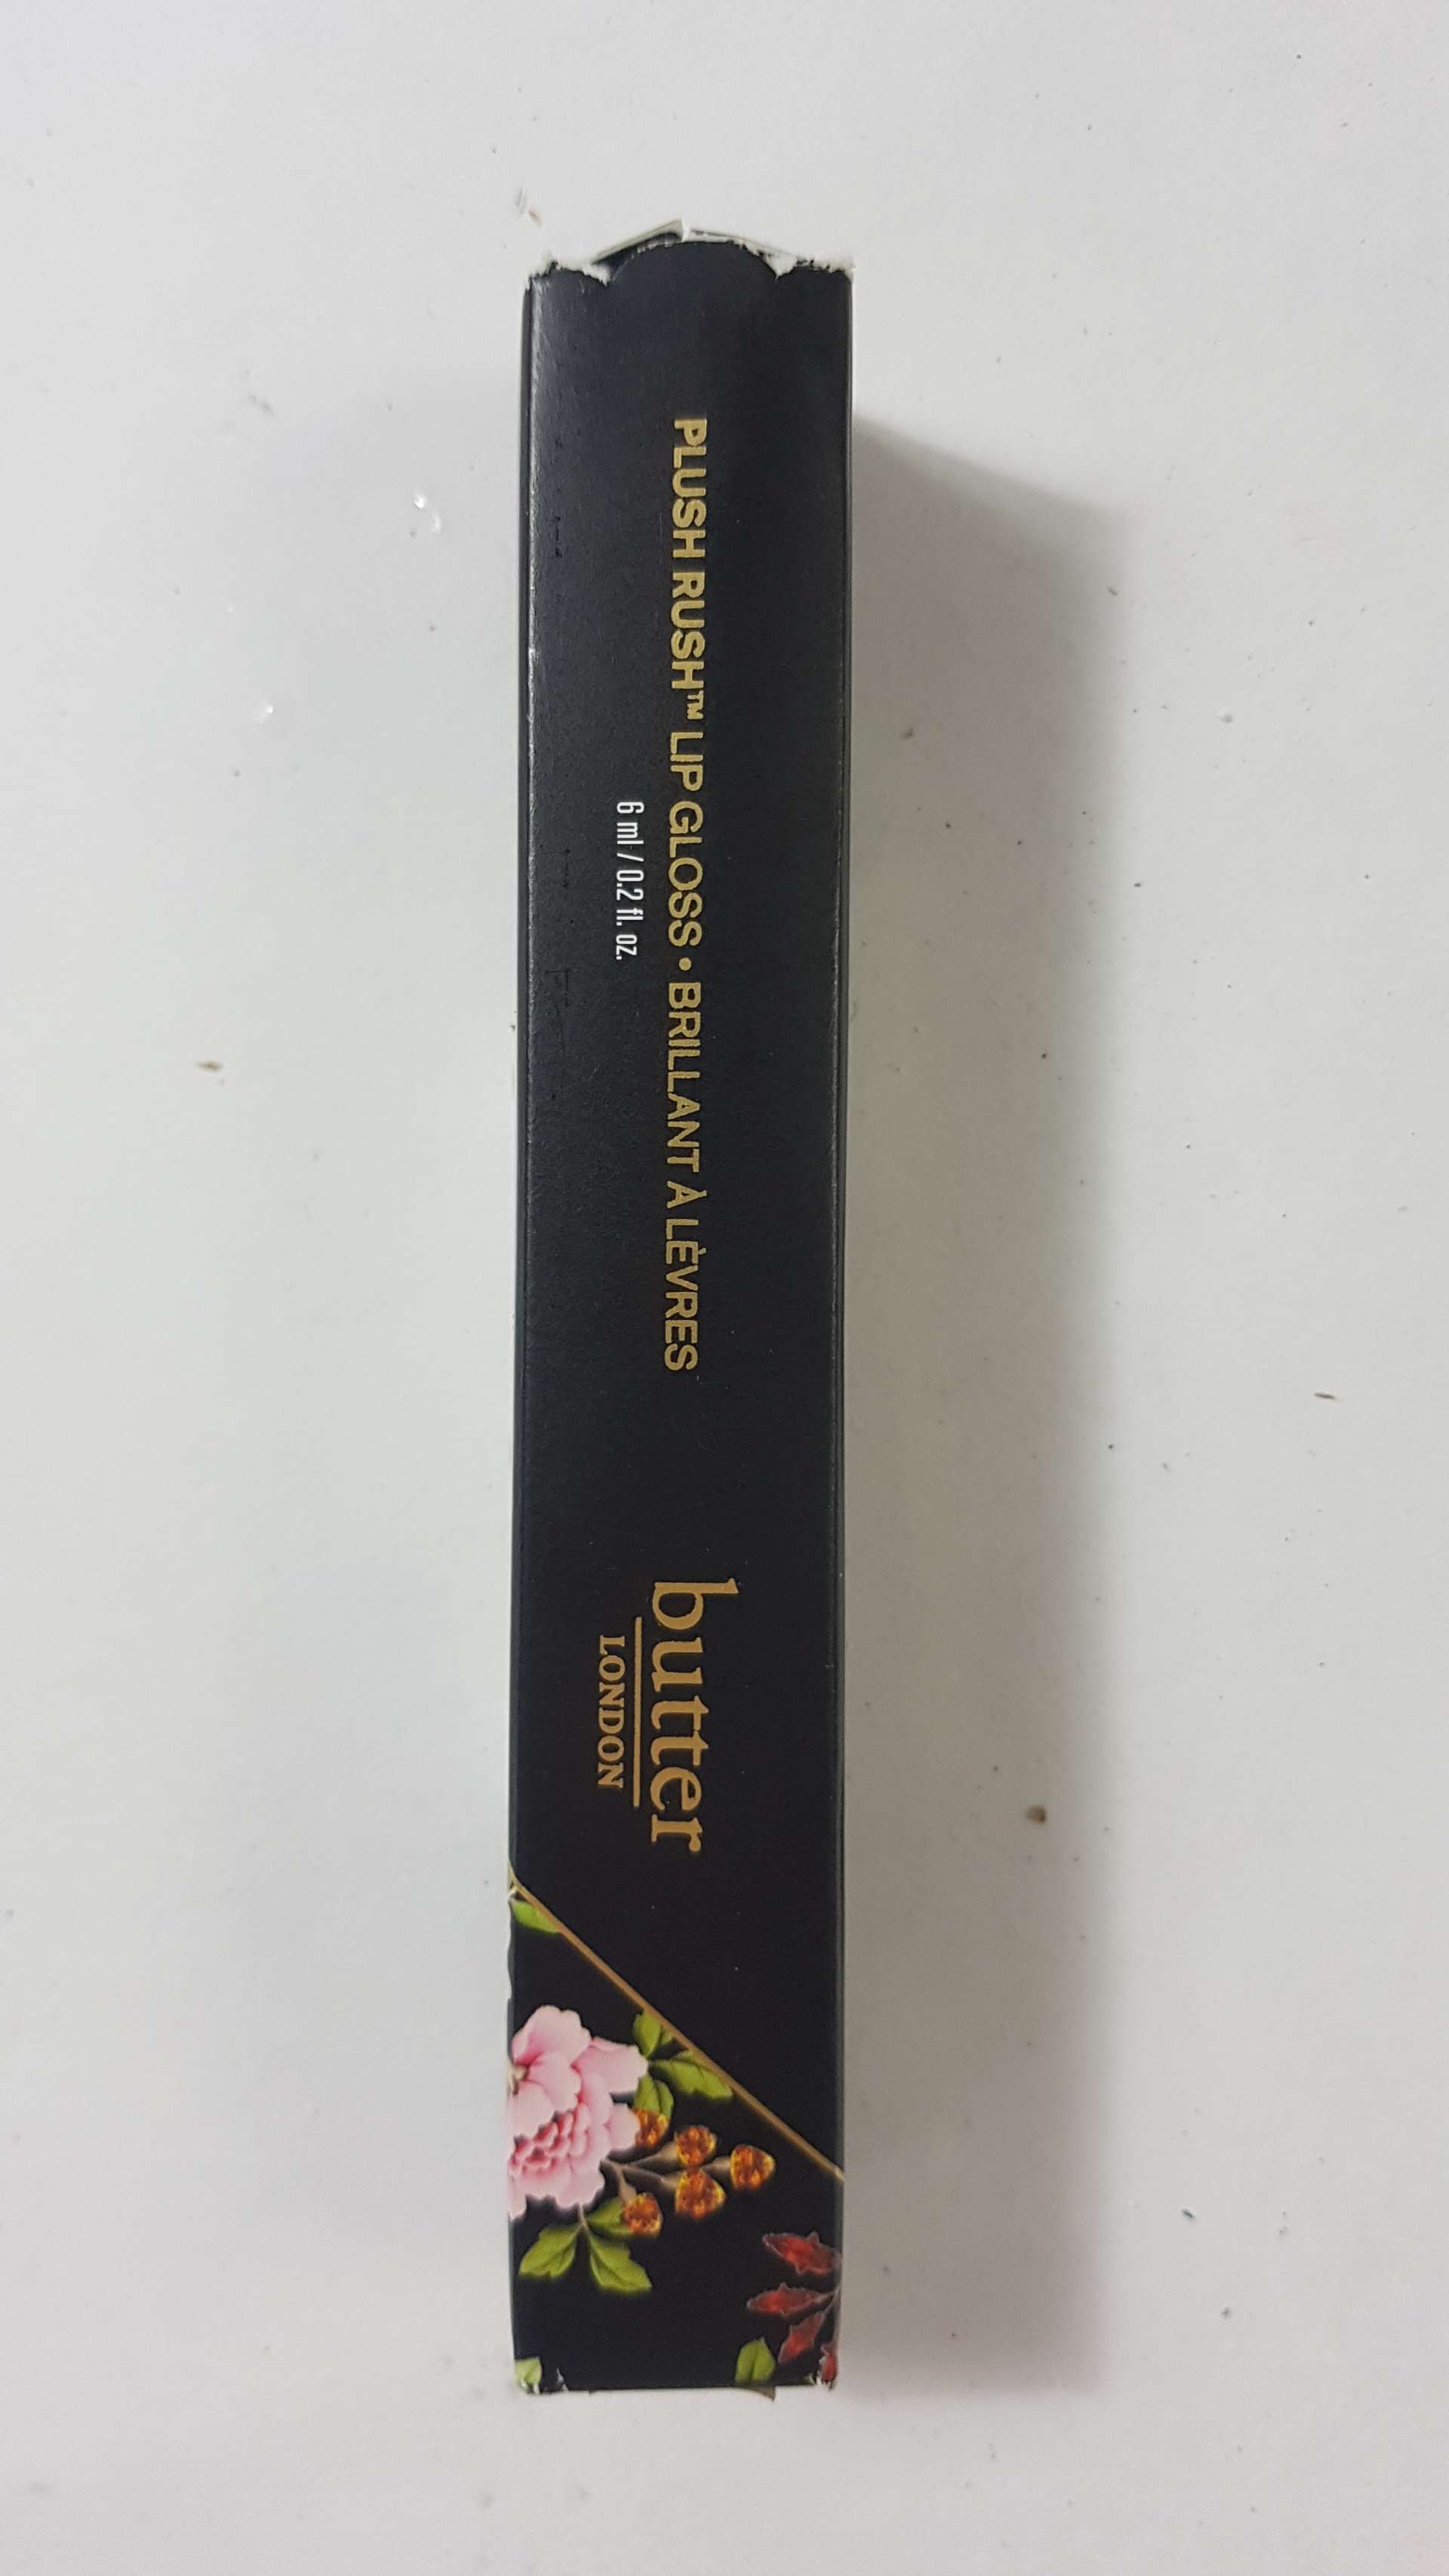 PLUSH RUSH™ LIP GLOSS • BRILLANT À LÈVRES
6 ml / 0.2 fl. oz.
butter
LONDON